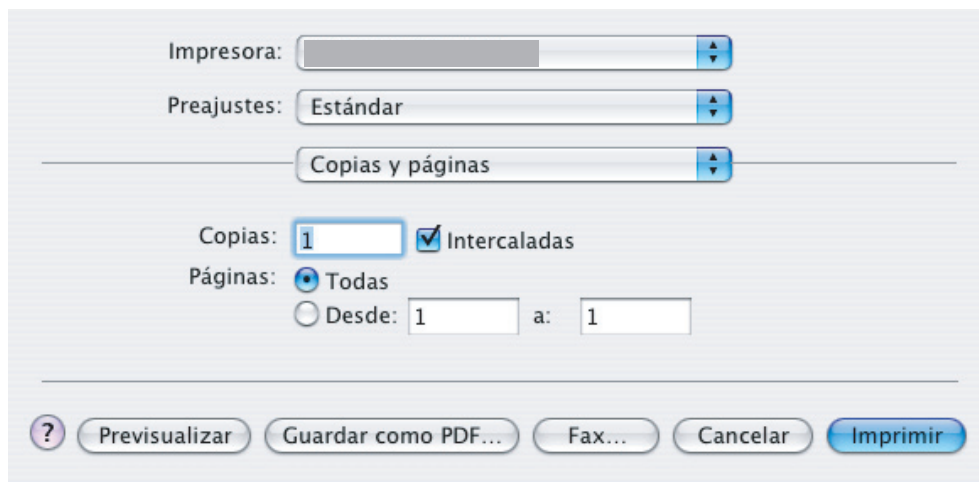 Impresora:
Preajustes: Estándar
Copias y páginas
Copias: 1 Intercaladas
Páginas: Todas
Desde: 1 a: 1
? Previsualizar Guardar como PDF... Fax... Cancelar Imprimir